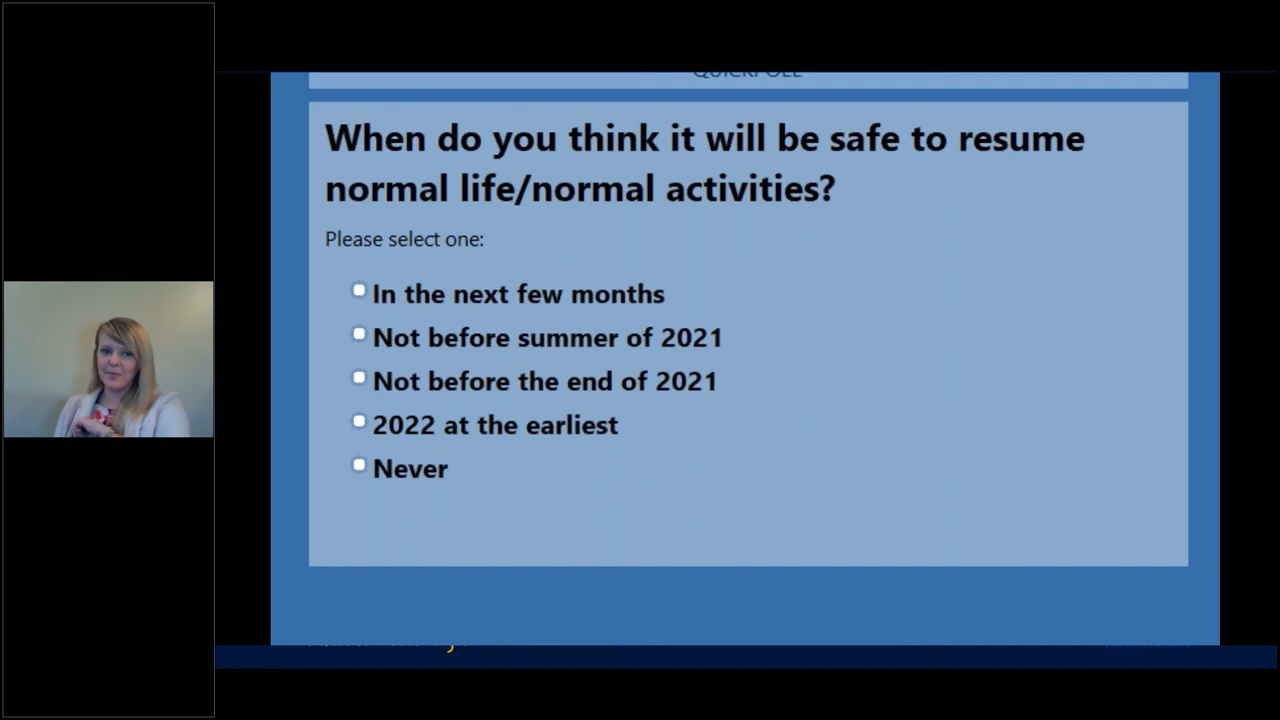 QUICKPOLL
When do you think it will be safe to resume
normal life/normal activities?
Please select one:
In the next few months
Not before summer of 2021
Not before the end of 2021
2022 at the earliest
Never